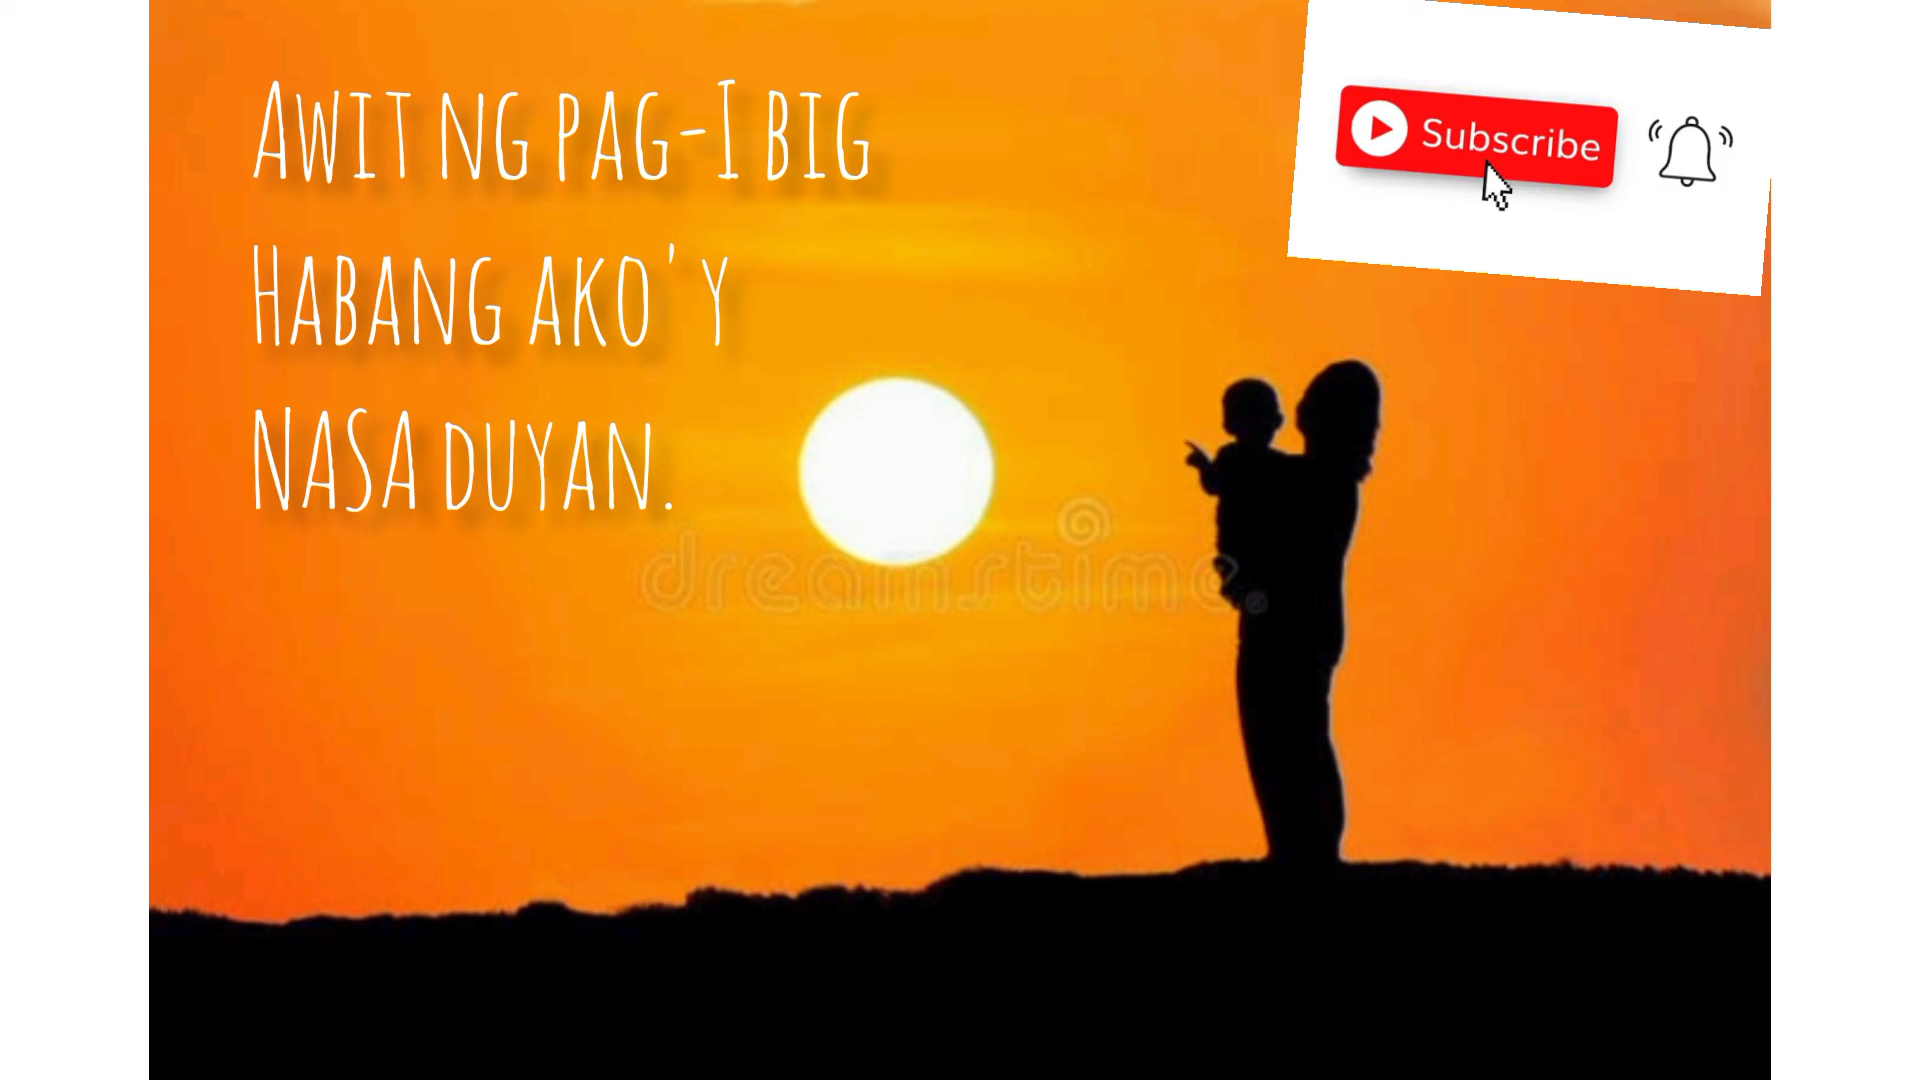 Awit ng pag-Ibig
Habang ako'y
NASA duyan.
Subscribe
dreamstime.